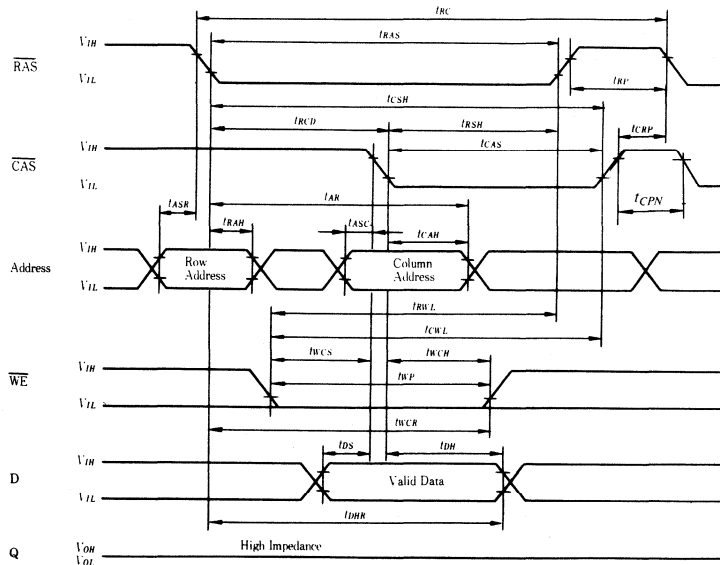 tRC
VIH
tRAS
RAS
VIL
tRP
tCSH
tRCD
tRSH
tCRP
VIH
tCAS
CAS
VIL
tCPN
tAR
tASR
tRAH
tASC
tCAH
VIH
Address
Row
Address
Column
Address
VIL
tRWL
tCWL
tWCS
tWCH
VIH
WE
tWP
VIL
tWCR
tDS
tDH
VIH
D
Valid Data
VIL
tDHR
High Impedance
Q
VOH
VOL